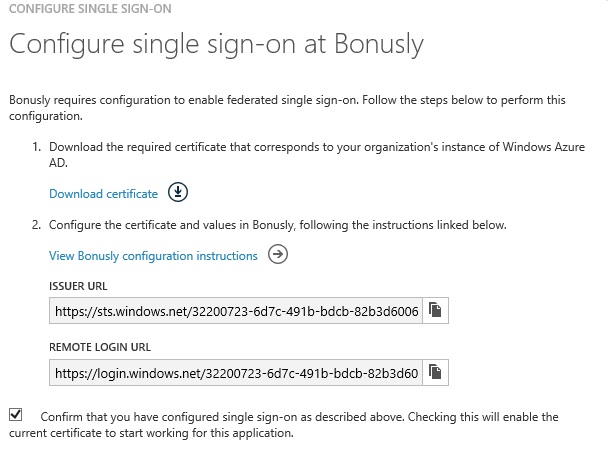 CONFIGURE SINGLE SIGN-ON
Configure single sign-on at Bonusly
Bonusly requires configuration to enable federated single sign-on. Follow the steps below to perform this
configuration.
1. Download the required certificate that corresponds to your organization's instance of Windows Azure
AD.
Download certificate
2. Configure the certificate and values in Bonusly, following the instructions linked below.
View Bonusly configuration instructions
ISSUER URL
https://sts.windows.net/32200723-6d7c-491b-bdcb-82b3d6006
REMOTE LOGIN URL
https://login.windows.net/32200723-6d7c-491b-bdcb-82b3d60
Confirm that you have configured single sign-on as described above. Checking this will enable the
current certificate to start working for this application.